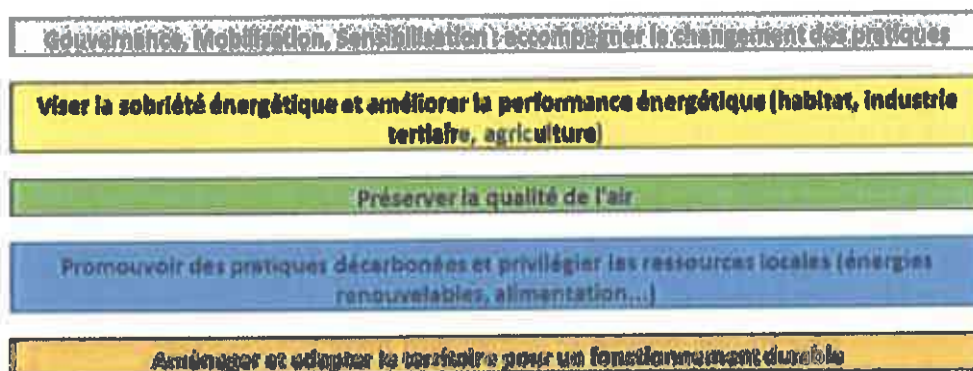 Gouvernance, Mobilisation, Sensibilisation : accompagner le changement des pratiques
Viser la sobriété énergétique et améliorer la performance énergétique (habitat, industrie
tertiaire, agriculture)
Préserver la qualité de l'air
Promouvoir des pratiques décarbonées et privilégier les ressources locales (énergies
renouvelables, alimentation...)
Aménager et adapter le territoire pour un fonctionnement durable